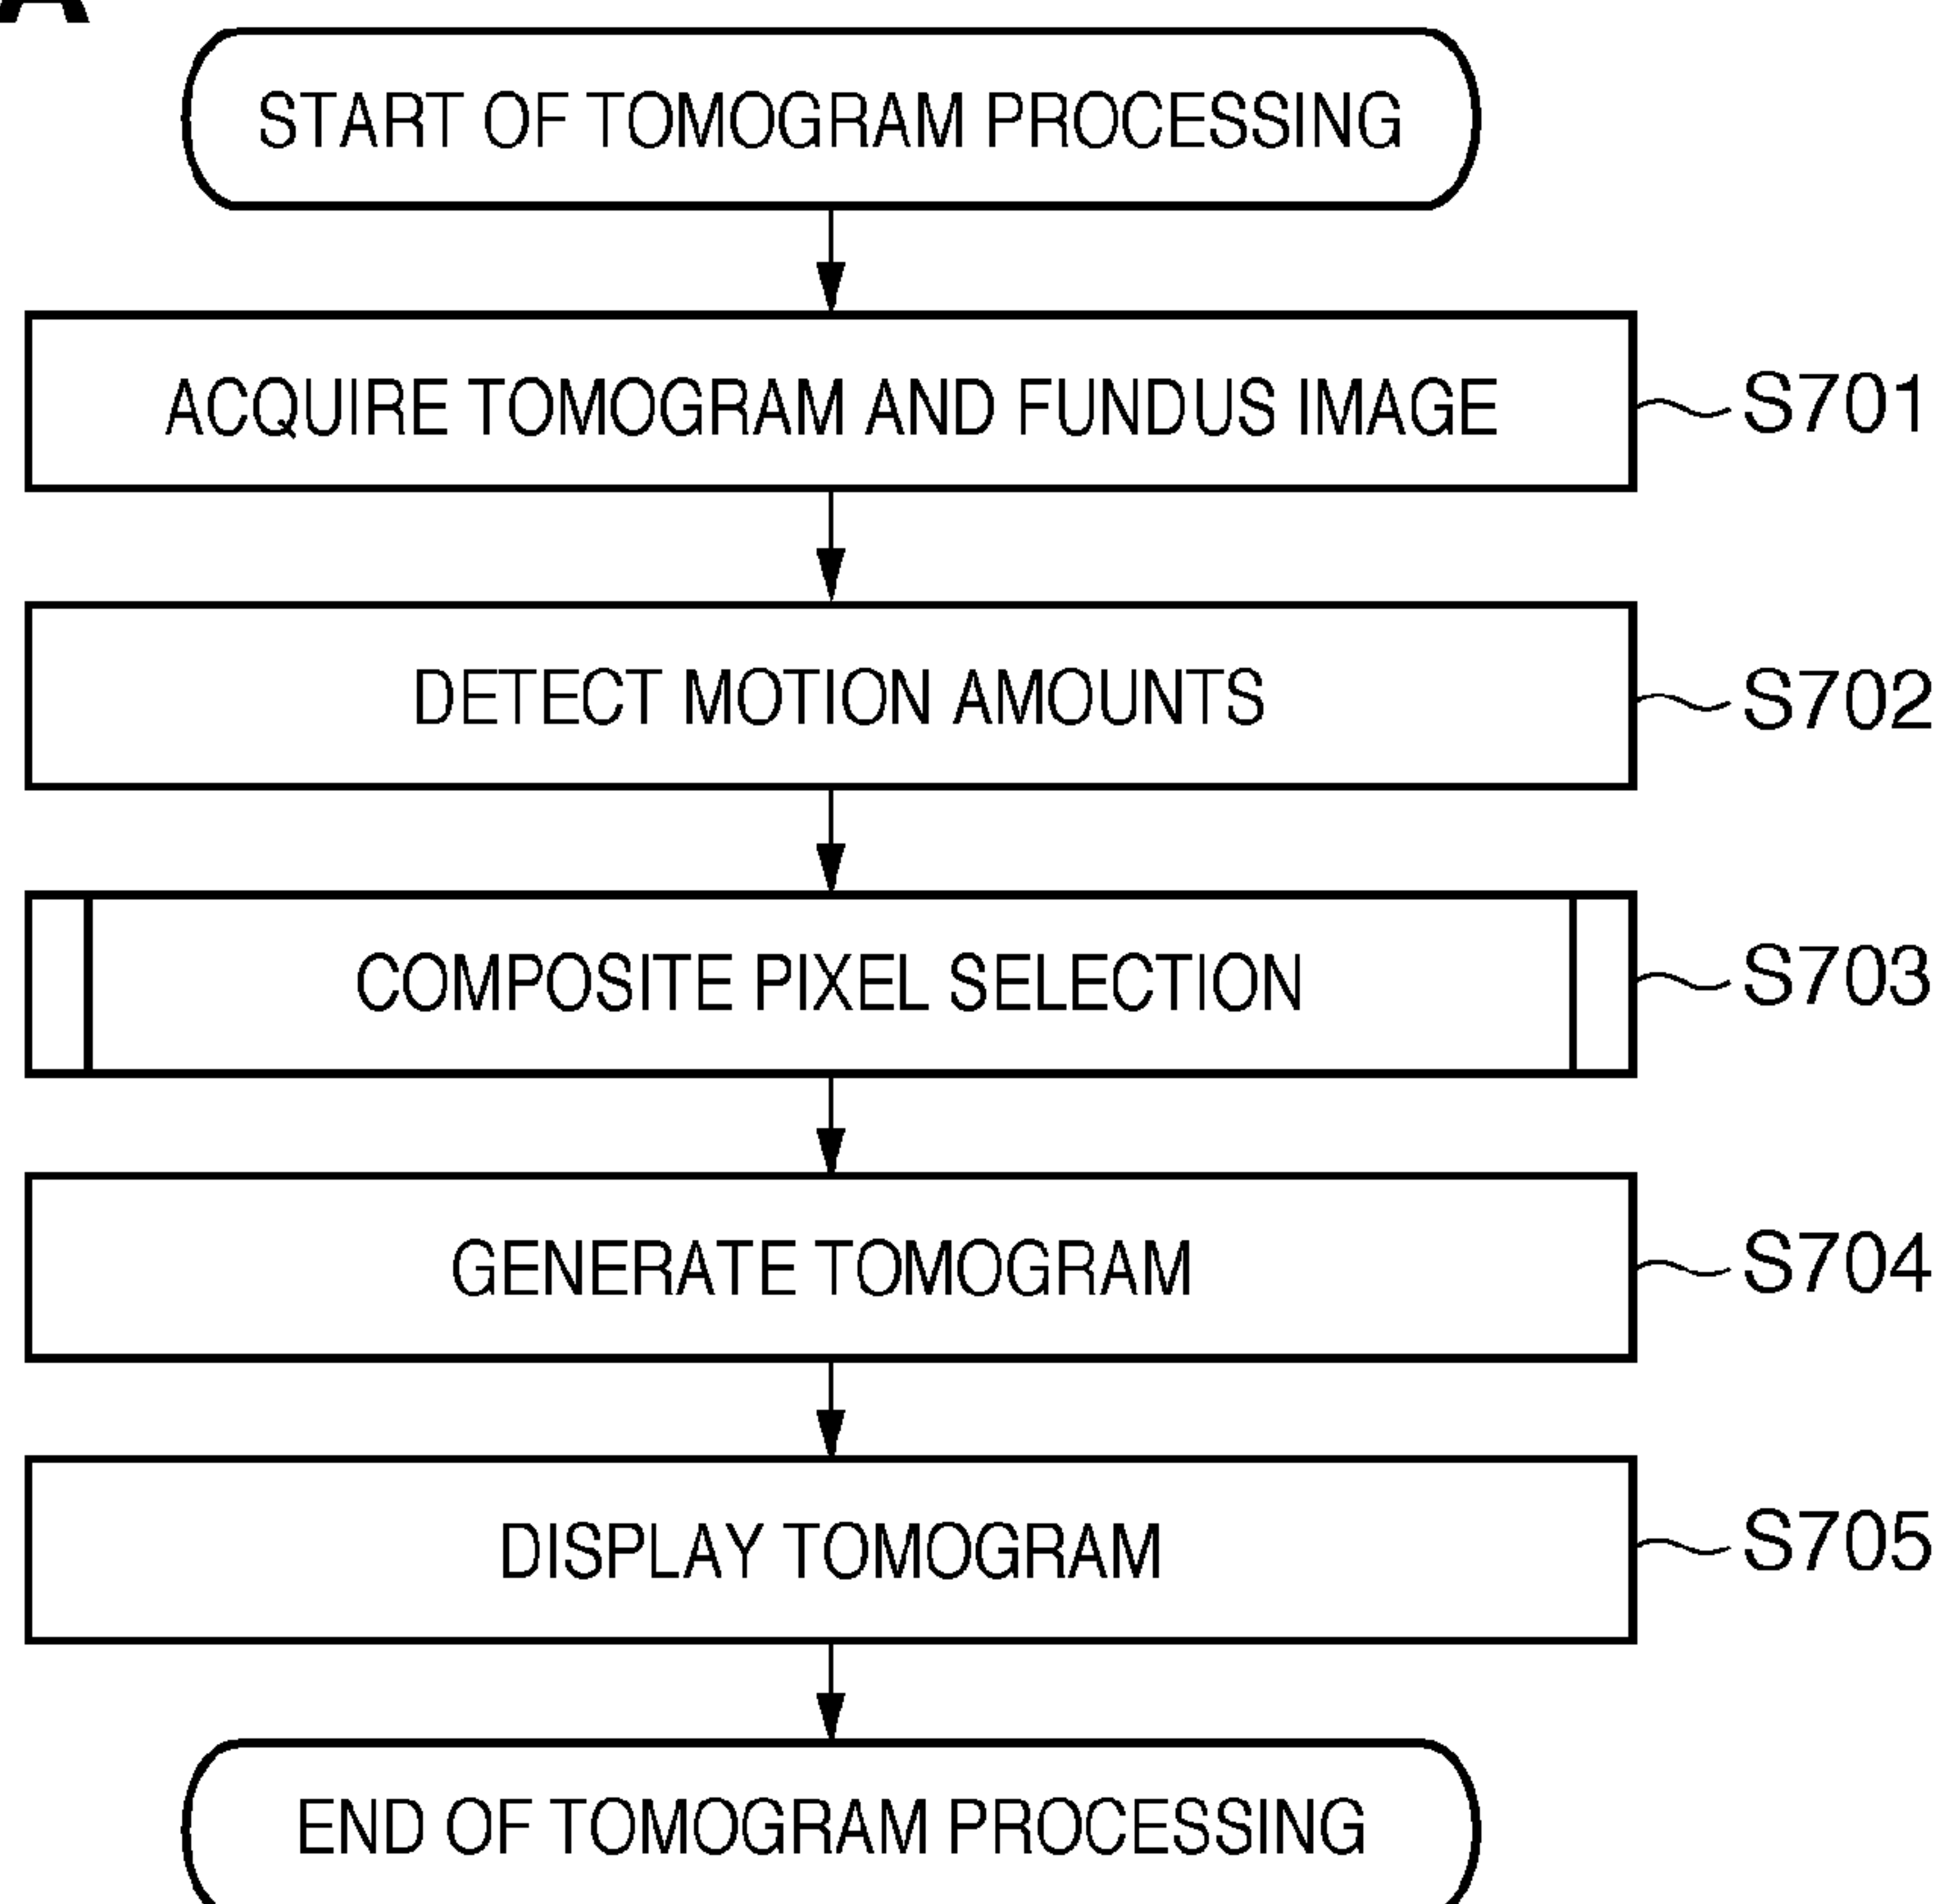 START OF TOMOGRAM PROCESSING
ACQUIRE TOMOGRAM AND FUNDUS IMAGE
S701
DETECT MOTION AMOUNTS
S702
COMPOSITE PIXEL SELECTION
S703
GENERATE TOMOGRAM
S704
DISPLAY TOMOGRAM
S705
END OF TOMOGRAM PROCESSING